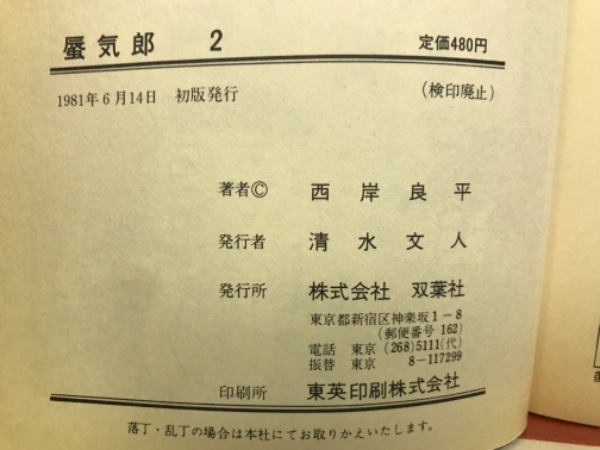 蜃気郎 2 定価480円
1981年6月14日 初版発行 (検印廃止)
著者© 西岸良平
発行者 清水文人
発行所 株式会社 双葉社
東京都新宿区神楽坂1-8
(郵便番号 162)
電話 東京 (268)5111(代)
振替 東京 8-117299
印刷所 東英印刷株式会社
落丁・乱丁の場合は本社にてお取りかえいたします。